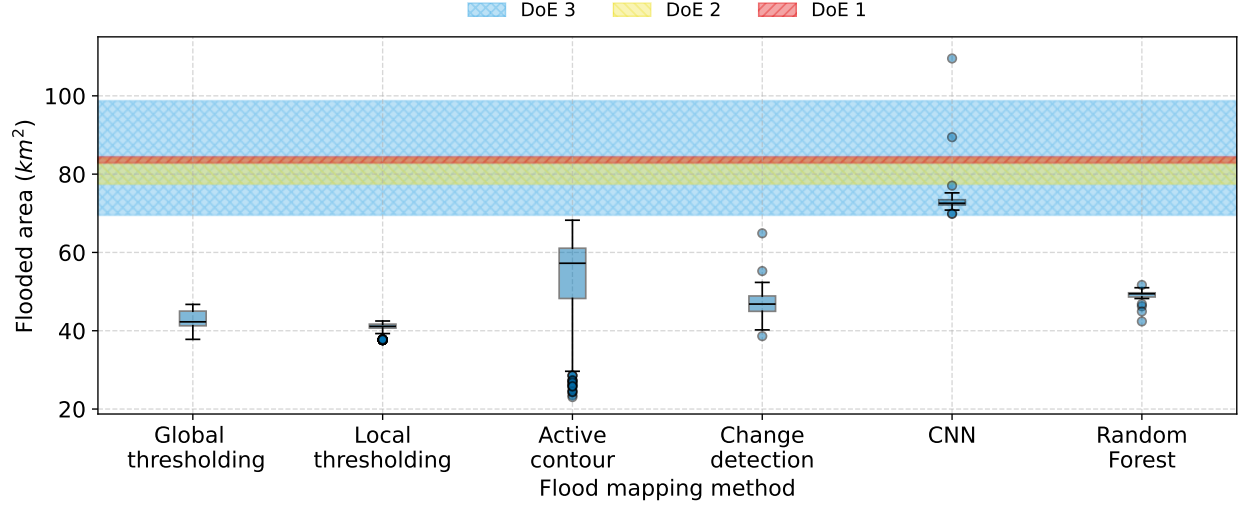 DoE 3 DoE 2 DoE 1
Flooded area (km²)
100
80
60
40
20
Global thresholding
Local thresholding
Active contour
Change detection
CNN
Random Forest
Flood mapping method